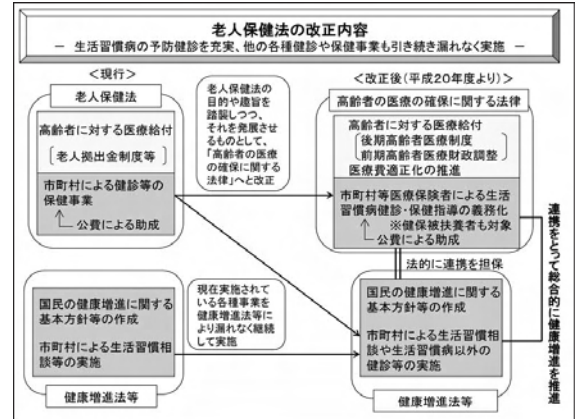 老人保健法の改正内容
－ 生活習慣病の予防健診を充実、他の各種健診や保健事業も引き続き漏れなく実施 －
＜現行＞
老人保健法
高齢者に対する医療給付
〔老人拠出金制度等〕
市町村による健診等の
保健事業
公費による助成
国民の健康増進に関する
基本方針等の作成
市町村による生活習慣相
談等の実施
健康増進法等
老人保健法の
目的や趣旨を
踏襲しつつ、
それを発展させ
るものとして、
「高齢者の医療
の確保に関する
法律」へと改正
現在実施されて
いる各種事業を
健康増進法等に
より漏れなく継続
して実施
＜改正後（平成20年度より）＞
高齢者の医療の確保に関する法律
高齢者に対する医療給付
〔後期高齢者医療制度
前期高齢者医療財政調整〕
医療費適正化の推進
市町村等医療保険者による生活
習慣病健診・保健指導の義務化
※健保被扶養者も対象
公費による助成
法的に連携を担保
国民の健康増進に関する
基本方針等の作成
市町村による生活習慣相
談や生活習慣病以外の
健診等の実施
健康増進法等
連携をとって総合的に健康増進を推進